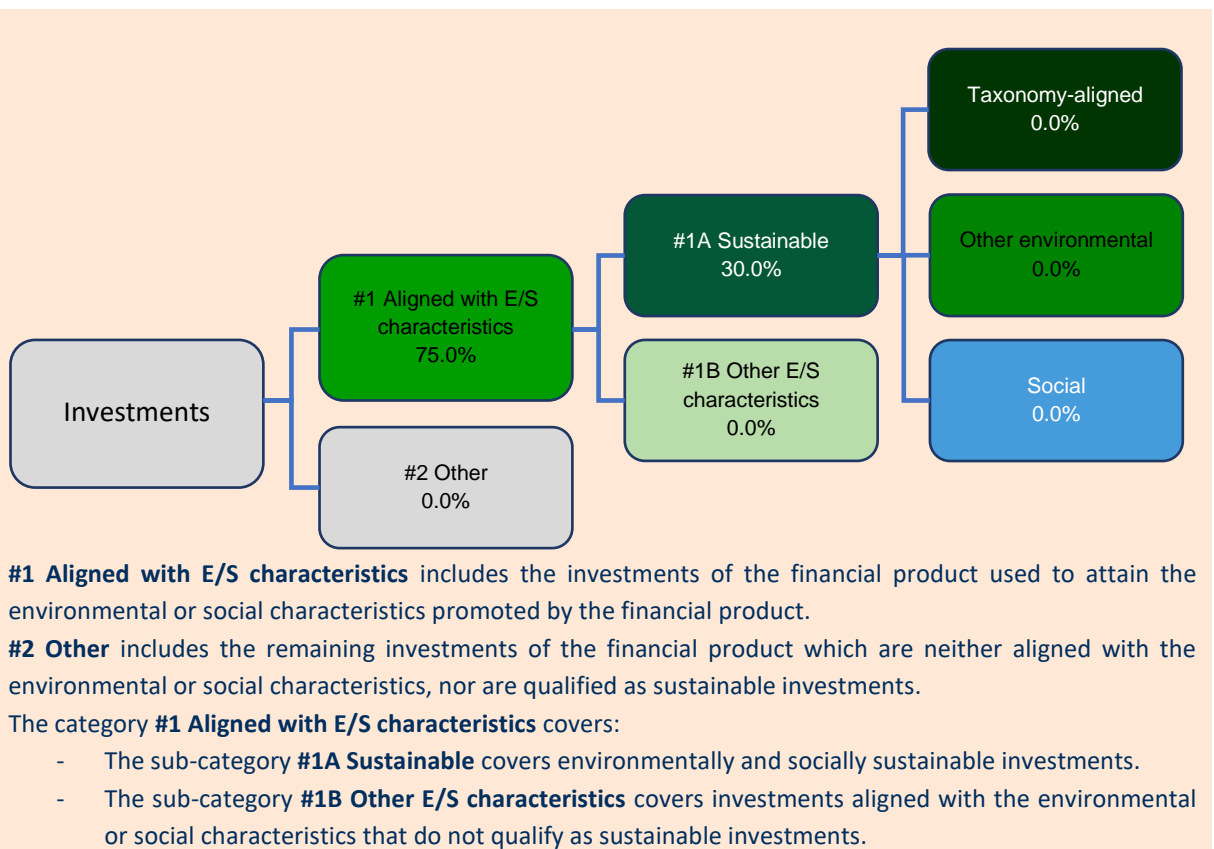 Taxonomy-aligned
0.0%
#1A Sustainable
30.0%
Other environmental
0.0%
#1 Aligned with E/S
characteristics
75.0%
#1B Other E/S
characteristics
0.0%
Social
0.0%
Investments
#2 Other
0.0%
#1 Aligned with E/S characteristics includes the investments of the financial product used to attain the
environmental or social characteristics promoted by the financial product.
#2 Other includes the remaining investments of the financial product which are neither aligned with the
environmental or social characteristics, nor are qualified as sustainable investments.
The category #1 Aligned with E/S characteristics covers:
- The sub-category #1A Sustainable covers environmentally and socially sustainable investments.
- The sub-category #1B Other E/S characteristics covers investments aligned with the environmental
or social characteristics that do not qualify as sustainable investments.